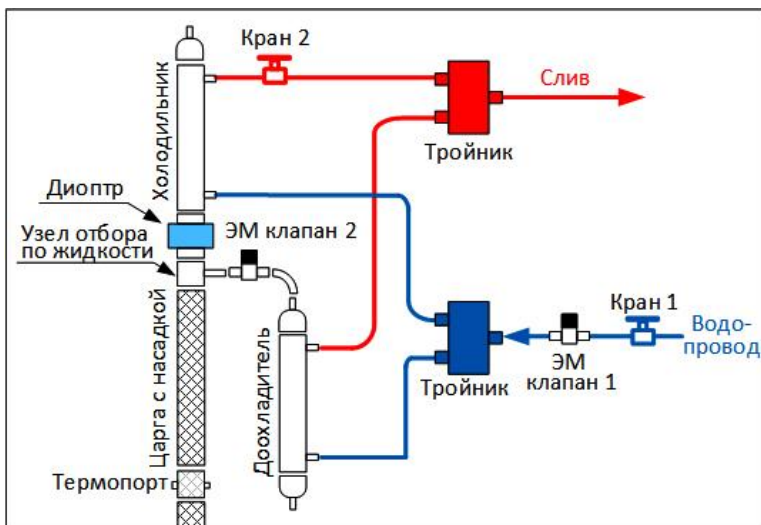 Кран 2
Слив
Тройник
Холодильник
Диоптр
ЭМ клапан 2
Узел отбора
по жидкости
Кран 1
Водо-
провод
ЭМ
клапан 1
Тройник
Царга с насадкой
Доохладитель
Термопорт